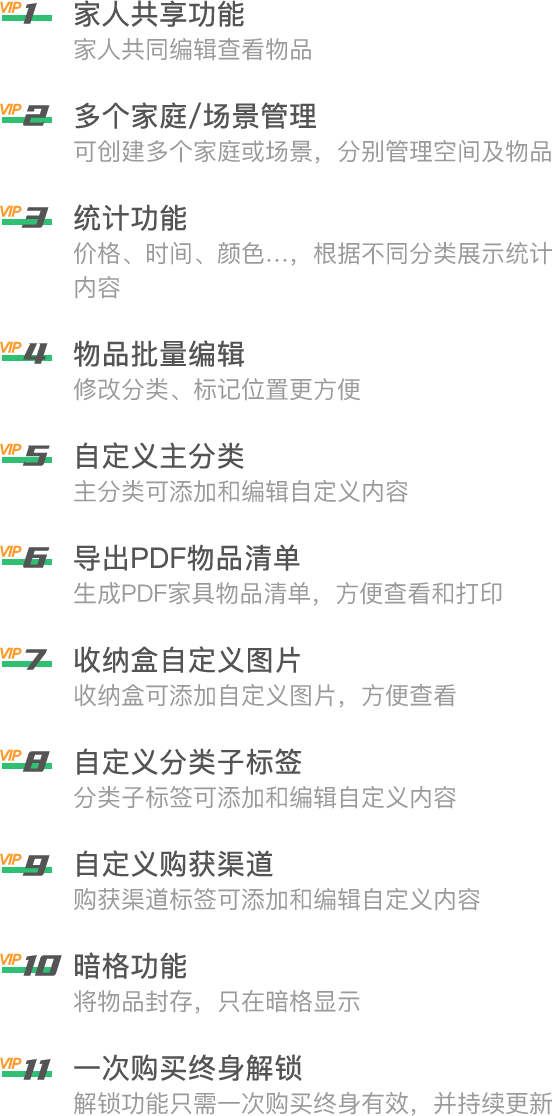 VIP 1 家人共享功能
家人共同编辑查看物品
VIP 2 多个家庭/场景管理
可创建多个家庭或场景，分别管理空间及物品
VIP 3 统计功能
价格、时间、颜色...，根据不同分类展示统计
内容
VIP 4 物品批量编辑
修改分类、标记位置更方便
VIP 5 自定义主分类
主分类可添加和编辑自定义内容
VIP 6 导出PDF物品清单
生成PDF家具物品清单，方便查看和打印
VIP 7 收纳盒自定义图片
收纳盒可添加自定义图片，方便查看
VIP 8 自定义分类子标签
分类子标签可添加和编辑自定义内容
VIP 9 自定义购获渠道
购获渠道标签可添加和编辑自定义内容
VIP 10 暗格功能
将物品封存，只在暗格显示
VIP 11 一次购买终身解锁
解锁功能只需一次购买终身有效，并持续更新